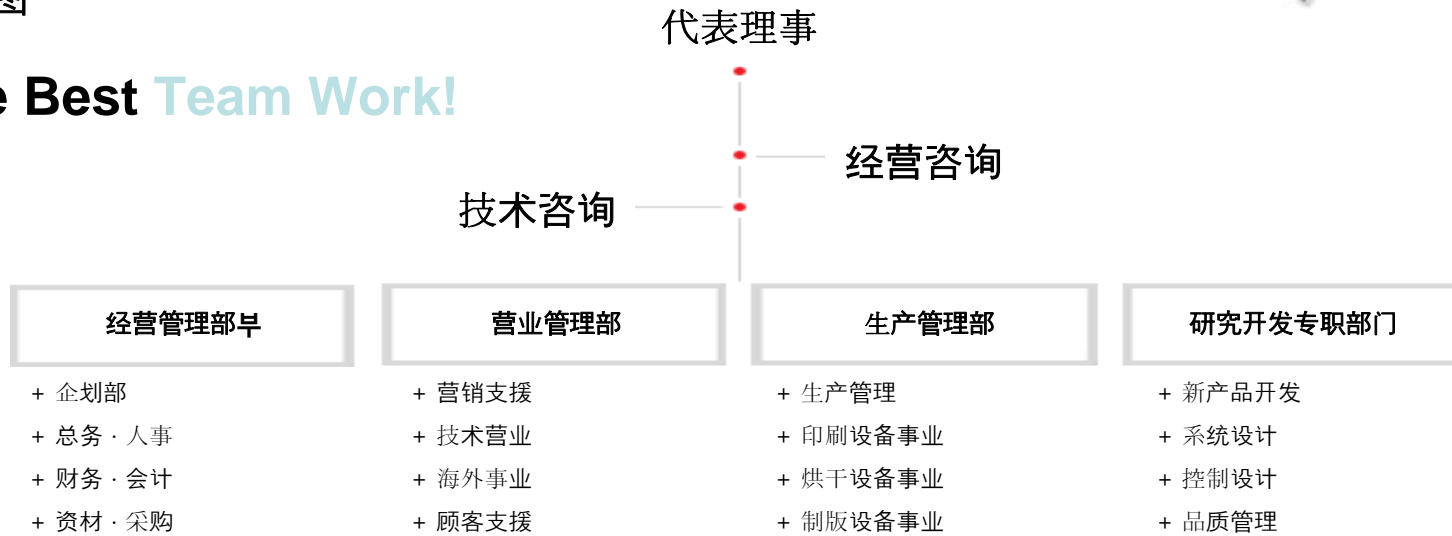 图
代表理事
e Best Team Work!
经营咨询
技术咨询
经营管理部부
营业管理部
生产管理部
研究开发专职部门
+ 企划部
+ 总务 · 人事
+ 财务 · 会计
+ 资材 · 采购
+ 营销支援
+ 技术营业
+ 海外事业
+ 顾客支援
+ 生产管理
+ 印刷设备事业
+ 烘干设备事业
+ 制版设备事业
+ 新产品开发
+ 系统设计
+ 控制设计
+ 品质管理